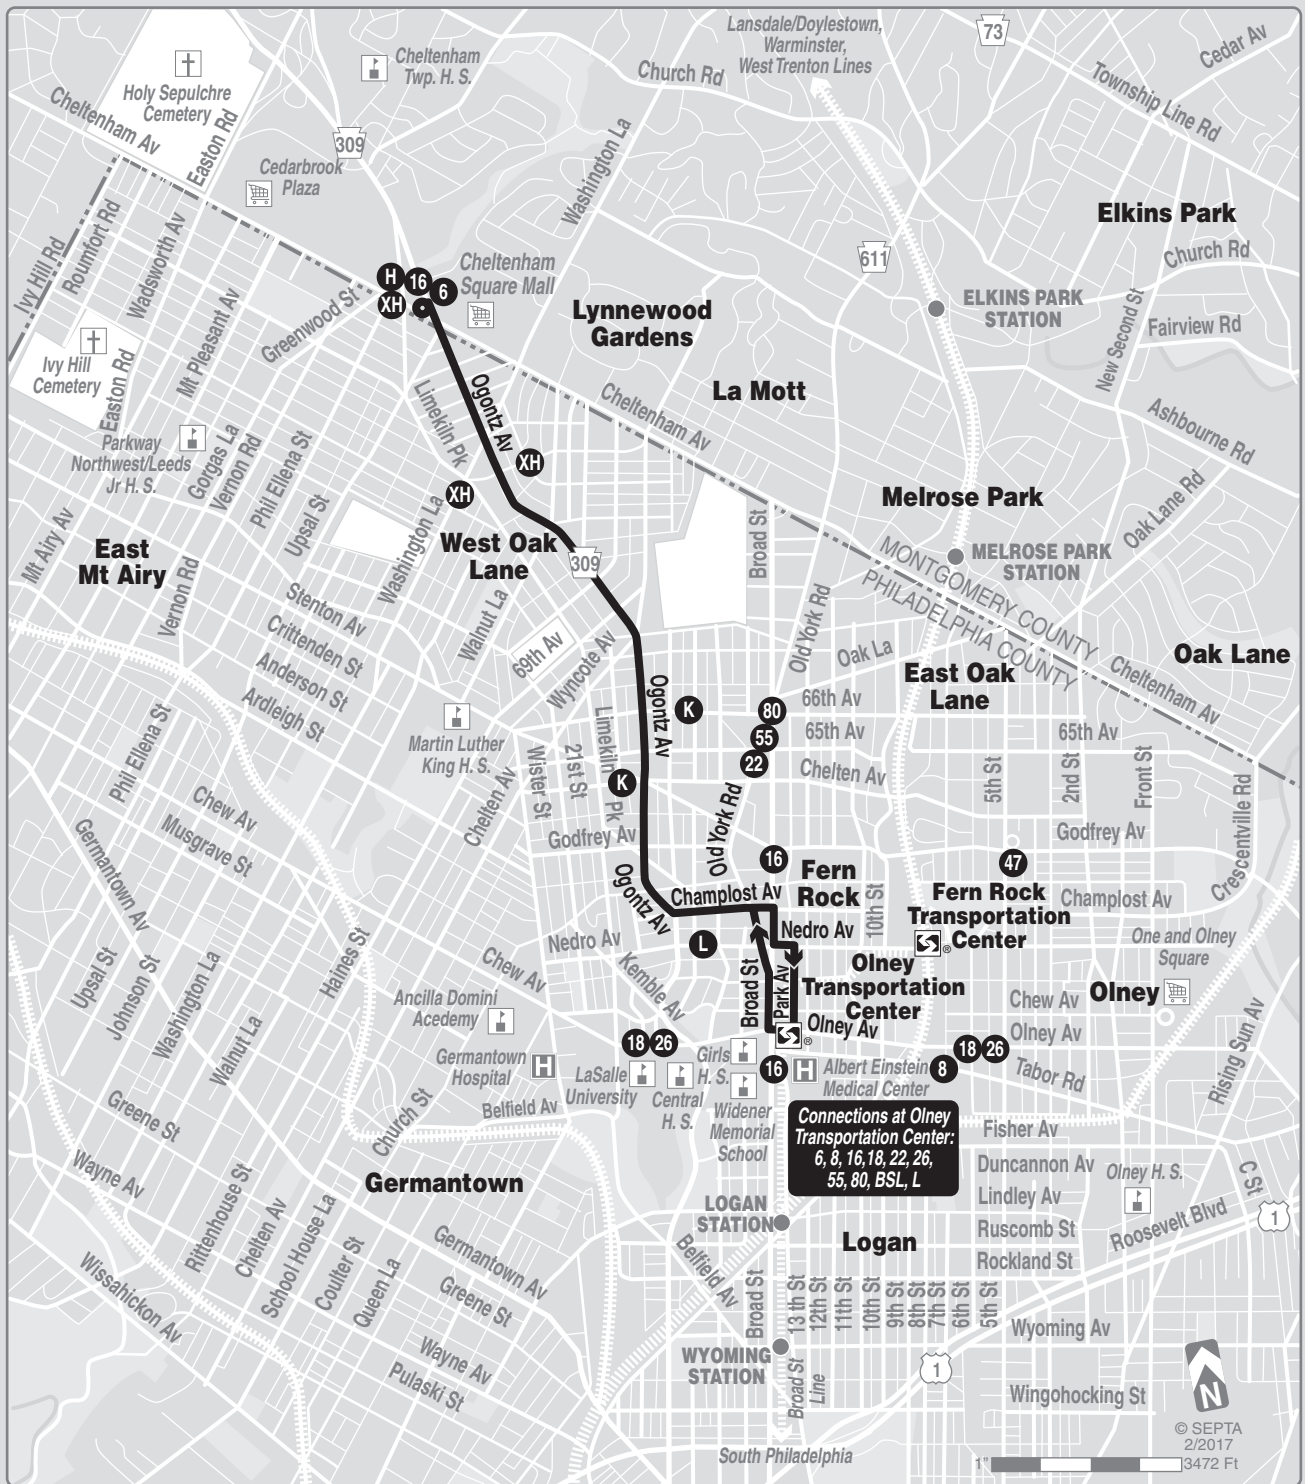 Lansdale/Doylestown,
Warminster,
West Trenton Lines
73
Cedar Av
Township Line Rd
Church Rd
Cheltenham
Twp. H. S.
Holy Sepulchre
Cemetery
Cheltenham Av
Easton Rd
309
Cedarbrook
Plaza
Washington La
Elkins Park
Church Rd
611
Ivy Hill Rd
Roumfort Rd
Wadsworth Av
Mt Pleasant Av
Greenwood St
H
16
6
XH
Cheltenham
Square Mall
Lynnewood
Gardens
ELKINS PARK
STATION
New Second St
Fairview Rd
Ivy Hill
Cemetery
Easton Rd
Limekiln Pk
Ogontz Av
La Mott
Cheltenham Av
Ashbourne Rd
Parkway
Northwest/Leeds
Jr H. S.
Gorgas La
Vernon Rd
Phil Ellena St
Upsal St
XH
XH
Washington La
Melrose Park
Oak Lane Rd
Mt Airy Av
East
Mt Airy
West Oak
Lane
309
Broad St
MELROSE PARK
STATION
MONTGOMERY COUNTY
PHILADELPHIA COUNTY
Vernon Rd
Stenton Av
Crittenden St
Anderson St
Ardleigh St
Walnut La
69th Av
Wyncote Av
Old York Rd
Oak La
East Oak
Lane
Oak Lane
Cheltenham Av
66th Av
65th Av
65th Av
Ogontz Av
K
80
55
22
Chelten Av
Martin Luther
King H. S.
Phil Ellena St
Chelten Av
Wister St
21st St
Limekiln
Pk
K
Old York Rd
5th St
2nd St
Front St
Crescentville Rd
Chew Av
Musgrave St
Germantown Av
Godfrey Av
Godfrey Av
16
47
Fern
Rock
Ogontz Av
Champlost Av
10th St
Fern Rock
Transportation
Center
®
Champlost Av
Nedro Av
Nedro Av
L
One and Olney
Square
Upsal St
Johnson St
Washington La
Walnut La
Haines St
Chew Av
Kemble Av
Broad St
Park Av
Olney
Transportation
Center
®
Olney Av
Chew Av
Olney
Olney Av
Tabor Rd
Rising Sun Av
Ancilla Domini
Acedemy
Germantown
Hospital
H
18
26
LaSalle
University
Central
H. S.
Girls
H. S.
Widener
Memorial
School
16
H
Albert Einstein
Medical Center
8
18
26
Greene St
Church St
Belfield Av
Fisher Av
Connections at Olney
Transportation Center:
6, 8, 16,18, 22, 26,
55, 80, BSL, L
Duncannon Av
Olney H. S.
C St
Lindley Av
Wayne Av
Germantown
Rittenhouse St
Chelten Av
School House La
Coulter St
Queen La
Germantown Av
Greene St
Wissahickon Av
LOGAN
STATION
Logan
Ruscomb St
Rockland St
Roosevelt Blvd
1
Belfield Av
Broad St
13 th St
12th St
11th St
10th St
9th St
8th St
7th St
6th St
5th St
Wyoming Av
Wayne Av
Pulaski St
WYOMING
STATION
Broad St
Line
1
Wingohocking St
N
© SEPTA
2/2017
South Philadelphia
1"
3472 Ft